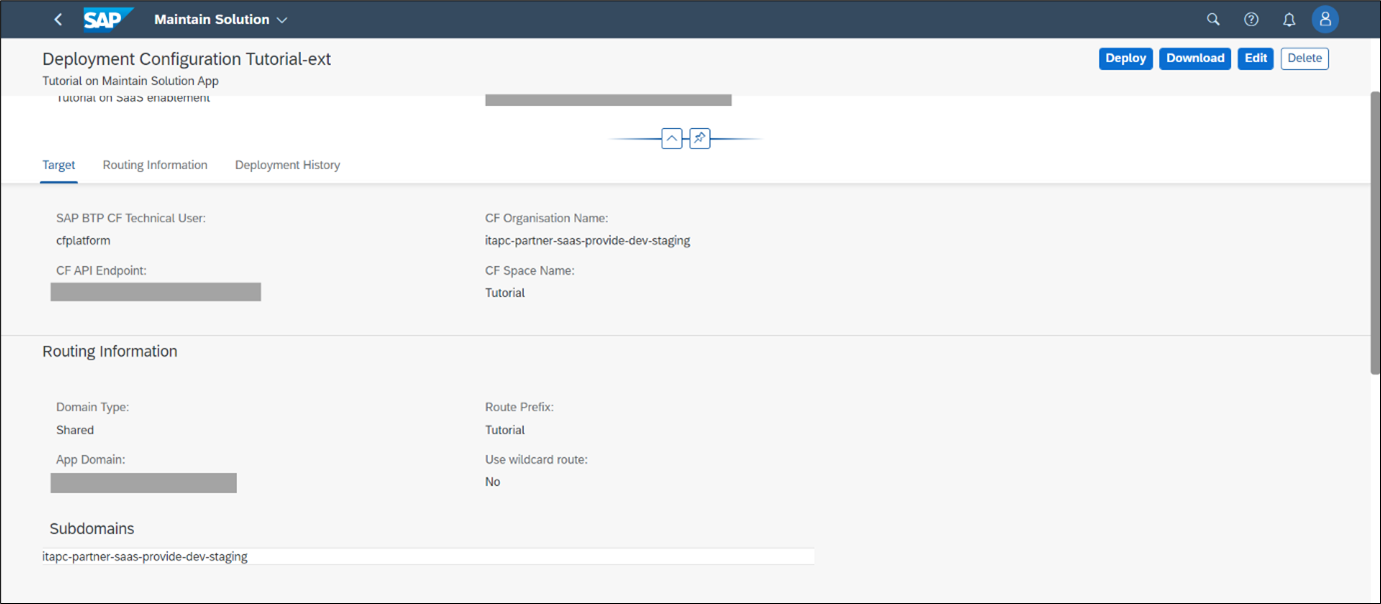 SAP Maintain Solution
Deployment Configuration Tutorial-ext
Deploy Download Edit Delete
Tutorial on Maintain Solution App
Tutorial on SaaS enablement
Target Routing Information Deployment History
SAP BTP CF Technical User: CF Organisation Name:
cfplatform itapc-partner-saas-provide-dev-staging
CF API Endpoint: CF Space Name:
Tutorial
Routing Information
Domain Type: Route Prefix:
Shared Tutorial
App Domain: Use wildcard route:
No
Subdomains
itapc-partner-saas-provide-dev-staging